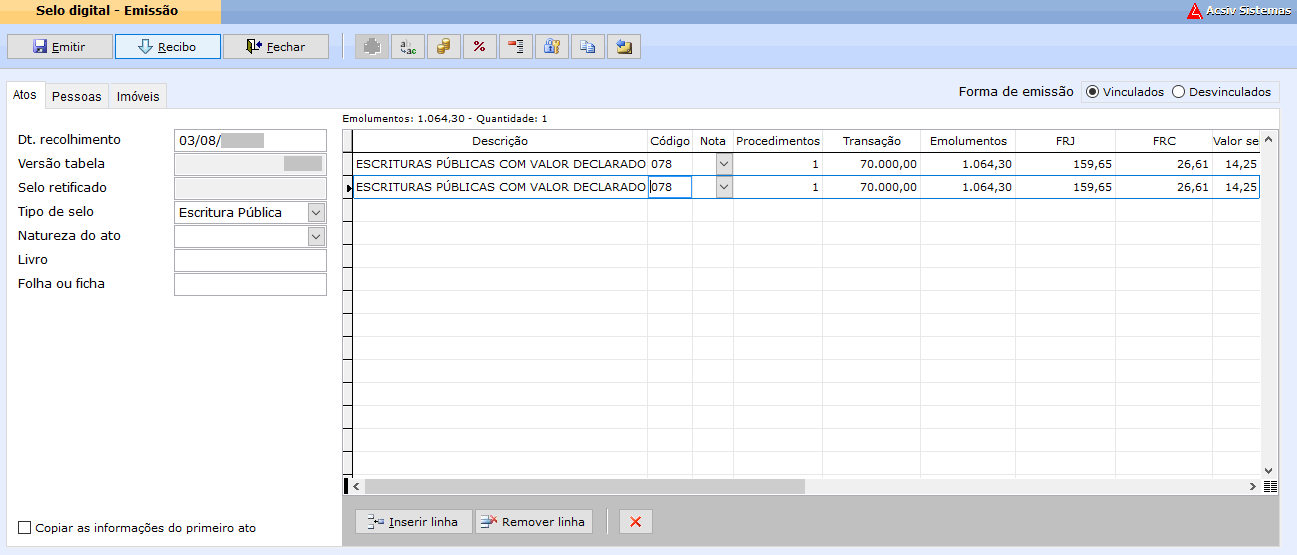 Selo digital - Emissão
Acsiv Sistemas
Emitir Recibo Fechar ab ac %
Atos Pessoas Imóveis
Forma de emissão Vinculados Desvinculados
Dt. recolhimento 03/08/
Versão tabela
Selo retificado
Tipo de selo Escritura Pública
Natureza do ato
Livro
Folha ou ficha
Copiar as informações do primeiro ato
Emolumentos: 1.064,30 - Quantidade: 1
Descrição Código Nota Procedimentos Transação Emolumentos FRJ FRC Valor se
ESCRITURAS PÚBLICAS COM VALOR DECLARADO 078 1 70.000,00 1.064,30 159,65 26,61 14,25
ESCRITURAS PÚBLICAS COM VALOR DECLARADO 078 1 70.000,00 1.064,30 159,65 26,61 14,25
Inserir linha Remover linha